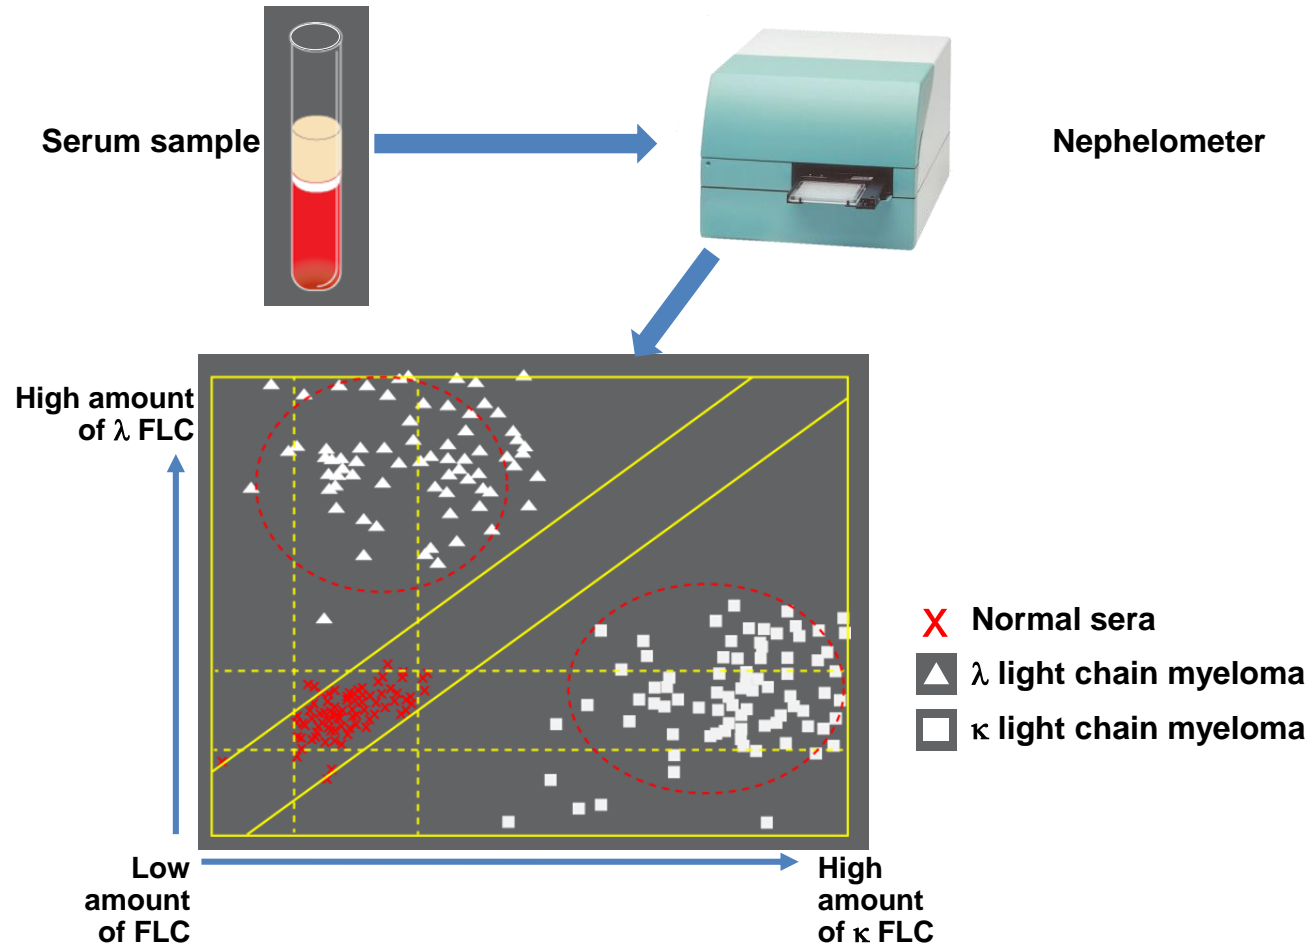 Serum sample
Nephelometer
High amount
of λ FLC
X Normal sera
λ light chain myeloma
κ light chain myeloma
Low
amount
of FLC
High
amount
of κ FLC